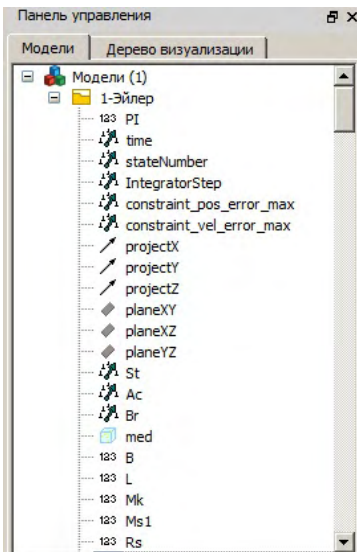 Панель управления
Модели Дерево визуализации
Модели (1)
1-Эйлер
123 PI
time
stateNumber
IntegratorStep
constraint_pos_error_max
constraint_vel_error_max
projectX
projectY
projectZ
planeXY
planeXZ
planeYZ
St
Ac
Br
med
123 B
123 L
123 Mk
123 Ms1
123 Rs